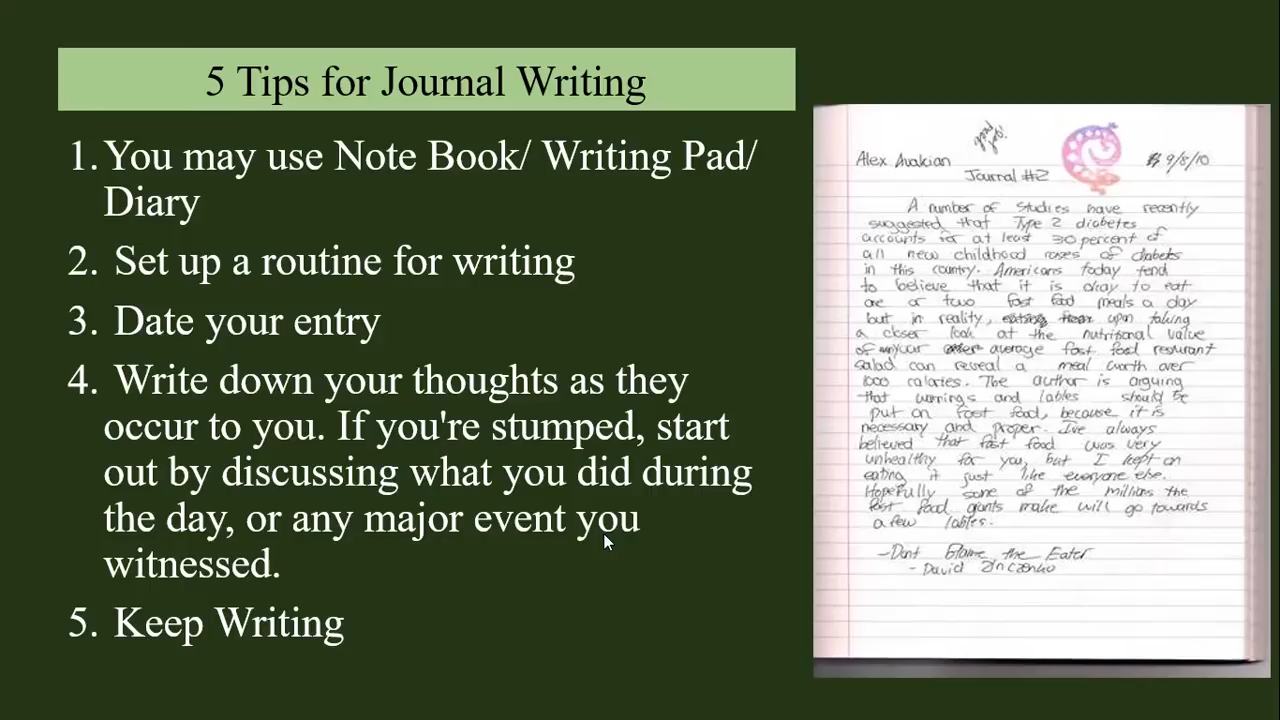 5 Tips for Journal Writing
1. You may use Note Book/ Writing Pad/
Diary
2. Set up a routine for writing
3. Date your entry
4. Write down your thoughts as they
occur to you. If you're stumped, start
out by discussing what you did during
the day, or any major event you
witnessed.
5. Keep Writing
good
job!
Alex Avakian
9/8/10
Journal #2
A number of studies have recently
suggested that Type 2 diabetes
accounts for at least 30 percent of
all new childhood cases of diabetes
in this country. Americans today tend
to believe that it is okay to eat
one or two fast food meals a day
but in reality, upon taking
a closer look at the nutritional value
of your average fast food resturant
salad can reveal a meal worth over
1000 calories. The author is arguing
that warnings and lables should be
put on fast food, because it is
necessary and proper. I've always
believed that fast food was very
unhealthy for you, but I kept on
eating it just like everyone else.
Hopefully some of the millions the
fast food giants make will go towards
a few lables.
-Dont Blame the Eater
- David Zinczenko